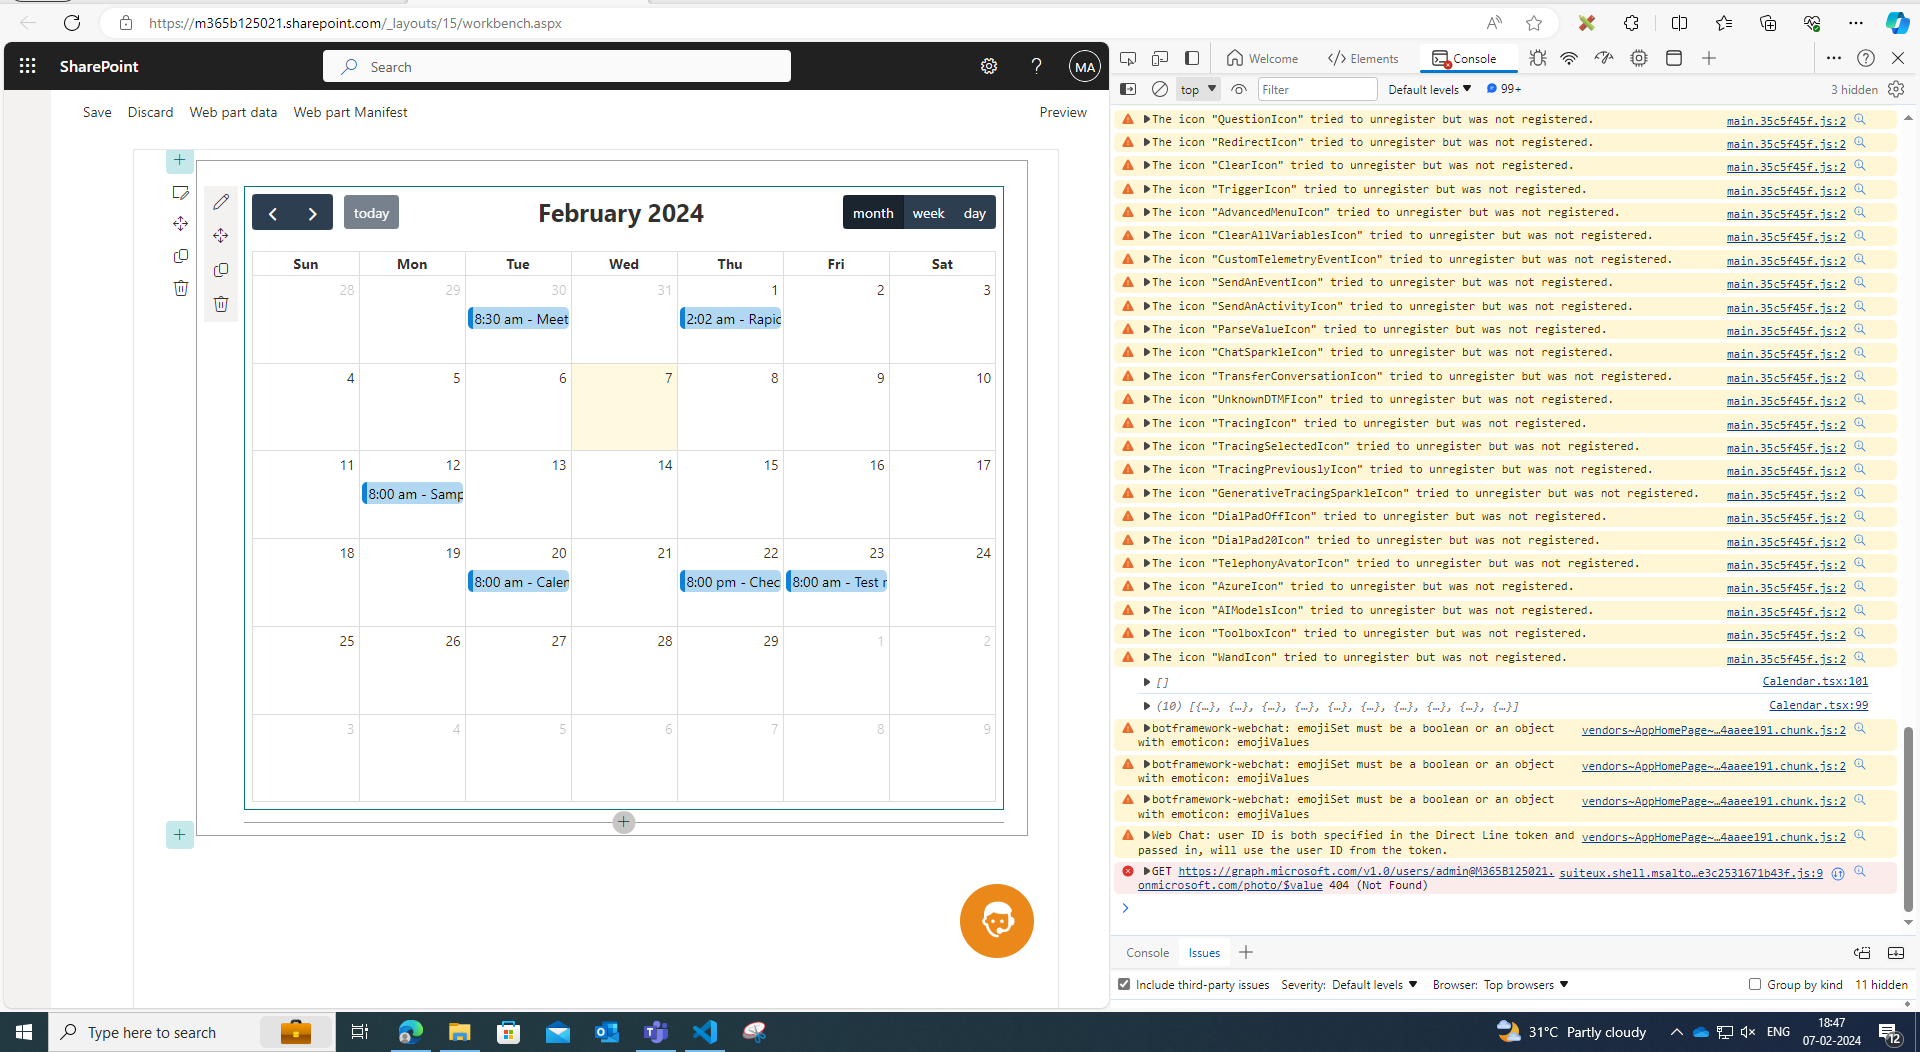 https://m365b125021.sharepoint.com/_layouts/15/workbench.aspx
SharePoint
Search
MA
Save Discard Web part data Web part Manifest Preview
today
February 2024
month week day
Sun Mon Tue Wed Thu Fri Sat
28 29 30 31 1 2 3
8:30 am - Meet 2:02 am - Rapic
4 5 6 7 8 9 10
11 12 13 14 15 16 17
8:00 am - Samp
18 19 20 21 22 23 24
8:00 am - Calen 8:00 pm - Chec 8:00 am - Test r
25 26 27 28 29 1 2
3 4 5 6 7 8 9
Welcome Elements Console
top Filter Default levels 99+ 3 hidden
The icon "QuestionIcon" tried to unregister but was not registered. main.35c5f45f.js:2
The icon "RedirectIcon" tried to unregister but was not registered. main.35c5f45f.js:2
The icon "ClearIcon" tried to unregister but was not registered. main.35c5f45f.js:2
The icon "TriggerIcon" tried to unregister but was not registered. main.35c5f45f.js:2
The icon "AdvancedMenuIcon" tried to unregister but was not registered. main.35c5f45f.js:2
The icon "ClearAllVariablesIcon" tried to unregister but was not registered. main.35c5f45f.js:2
The icon "CustomTelemetryEventIcon" tried to unregister but was not registered. main.35c5f45f.js:2
The icon "SendAnEventIcon" tried to unregister but was not registered. main.35c5f45f.js:2
The icon "SendAnActivityIcon" tried to unregister but was not registered. main.35c5f45f.js:2
The icon "ParseValueIcon" tried to unregister but was not registered. main.35c5f45f.js:2
The icon "ChatSparkleIcon" tried to unregister but was not registered. main.35c5f45f.js:2
The icon "TransferConversationIcon" tried to unregister but was not registered. main.35c5f45f.js:2
The icon "UnknownDTMFIcon" tried to unregister but was not registered. main.35c5f45f.js:2
The icon "TracingIcon" tried to unregister but was not registered. main.35c5f45f.js:2
The icon "TracingSelectedIcon" tried to unregister but was not registered. main.35c5f45f.js:2
The icon "TracingPreviouslyIcon" tried to unregister but was not registered. main.35c5f45f.js:2
The icon "GenerativeTracingSparkleIcon" tried to unregister but was not registered. main.35c5f45f.js:2
The icon "DialPadOffIcon" tried to unregister but was not registered. main.35c5f45f.js:2
The icon "DialPad20Icon" tried to unregister but was not registered. main.35c5f45f.js:2
The icon "TelephonyAvatorIcon" tried to unregister but was not registered. main.35c5f45f.js:2
The icon "AzureIcon" tried to unregister but was not registered. main.35c5f45f.js:2
The icon "AIModelsIcon" tried to unregister but was not registered. main.35c5f45f.js:2
The icon "ToolboxIcon" tried to unregister but was not registered. main.35c5f45f.js:2
The icon "WandIcon" tried to unregister but was not registered. main.35c5f45f.js:2
[] Calendar.tsx:101
(10) [{…}, {…}, {…}, {…}, {…}, {…}, {…}, {…}, {…}, {…}] Calendar.tsx:99
botframework-webchat: emojiSet must be a boolean or an object vendors~AppHomePage~…4aaee191.chunk.js:2
with emoticon: emojiValues
botframework-webchat: emojiSet must be a boolean or an object vendors~AppHomePage~…4aaee191.chunk.js:2
with emoticon: emojiValues
botframework-webchat: emojiSet must be a boolean or an object vendors~AppHomePage~…4aaee191.chunk.js:2
with emoticon: emojiValues
Web Chat: user ID is both specified in the Direct Line token and vendors~AppHomePage~…4aaee191.chunk.js:2
passed in, will use the user ID from the token.
GET https://graph.microsoft.com/v1.0/users/admin@M365B125021. suiteux.shell.msalto…e3c2531671b43f.js:9
onmicrosoft.com/photo/$value 404 (Not Found)
Console Issues
Include third-party issues Severity: Default levels Browser: Top browsers Group by kind 11 hidden
Type here to search
31°C Partly cloudy
ENG
18:47
07-02-2024
12